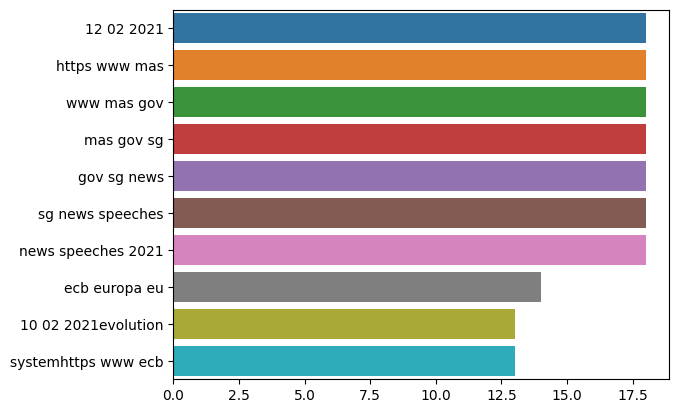 12 02 2021
https www mas
www mas gov
mas gov sg
gov sg news
sg news speeches
news speeches 2021
ecb europa eu
10 02 2021evolution
systemhttps www ecb
0.0 2.5 5.0 7.5 10.0 12.5 15.0 17.5